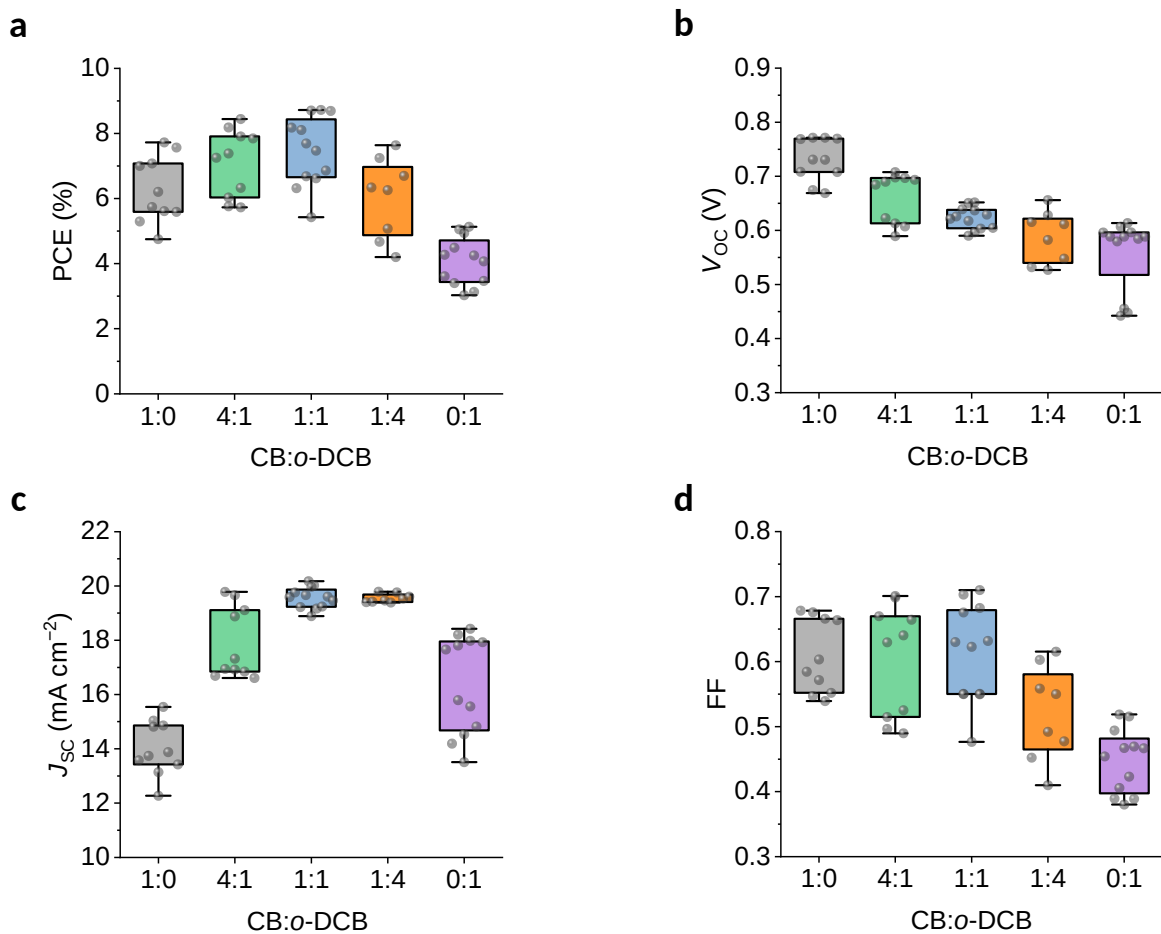 a
10
8
6
4
2
0
PCE (%)
1:0 4:1 1:1 1:4 0:1
CB:o-DCB
b
0.9
0.8
0.7
0.6
0.5
0.4
0.3
VOC (V)
1:0 4:1 1:1 1:4 0:1
CB:o-DCB
c
22
20
18
16
14
12
10
JSC (mA cm−2)
1:0 4:1 1:1 1:4 0:1
CB:o-DCB
d
0.8
0.7
0.6
0.5
0.4
0.3
FF
1:0 4:1 1:1 1:4 0:1
CB:o-DCB